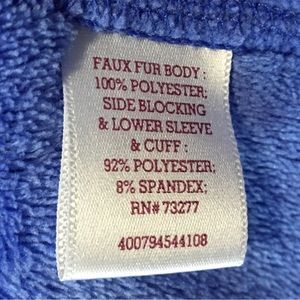 FAUX FUR BODY :
100% POLYESTER;
SIDE BLOCKING
& LOWER SLEEVE
& CUFF :
92% POLYESTER;
8% SPANDEX;
RN# 73277
400794544108